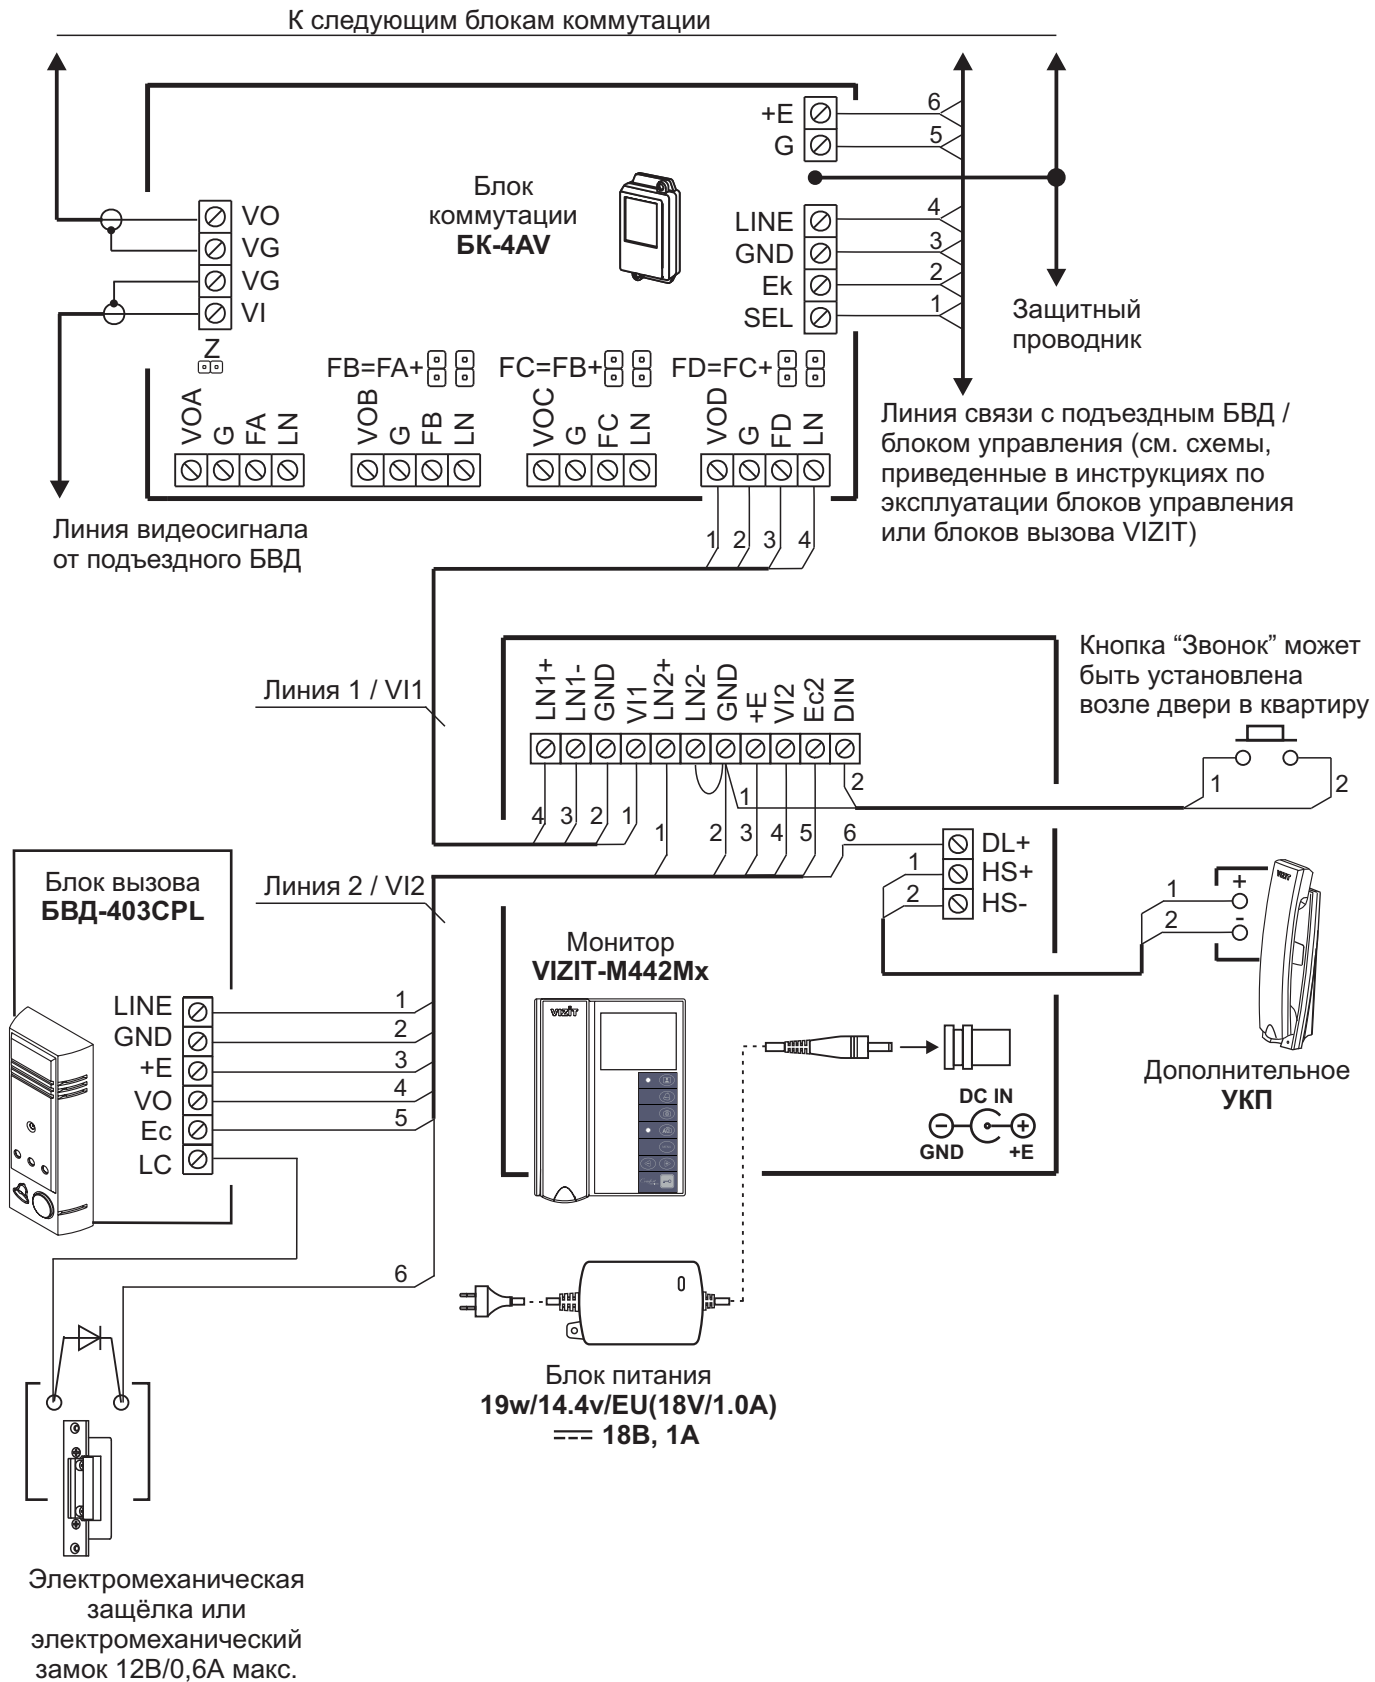 К следующим блокам коммутации
+E
G
6
5
Блок
коммутации
БК-4AV
VO
VG
VG
VI
LINE
GND
Ek
SEL
4
3
2
1
Защитный
проводник
Z
FB=FA+
FC=FB+
FD=FC+
VOA
G
FA
LN
VOB
G
FB
LN
VOC
G
FC
LN
VOD
G
FD
LN
Линия связи с подъездным БВД /
блоком управления (см. схемы,
приведенные в инструкциях по
эксплуатации блоков управления
или блоков вызова VIZIT)
Линия видеосигнала
от подъездного БВД
1 2 3 4
Кнопка “Звонок” может
быть установлена
возле двери в квартиру
Линия 1 / VI1
LN1+
LN1-
GND
VI1
LN2+
LN2-
GND
+E
VI2
Ec2
DIN
1
2
1
2
4 3 2 1
1 2 3 4 5 6
DL+
HS+
HS-
1
2
Блок вызова
БВД-403CPL
Линия 2 / VI2
1
2
+
-
VIZIT
Монитор
VIZIT-M442Mx
VIZIT
LINE
GND
+E
VO
Ec
LC
1
2
3
4
5
Дополнительное
УКП
DC IN
GND
+E
6
Блок питания
19w/14.4v/EU(18V/1.0A)
18В, 1А
Электромеханическая
защёлка или
электромеханический
замок 12В/0,6А макс.